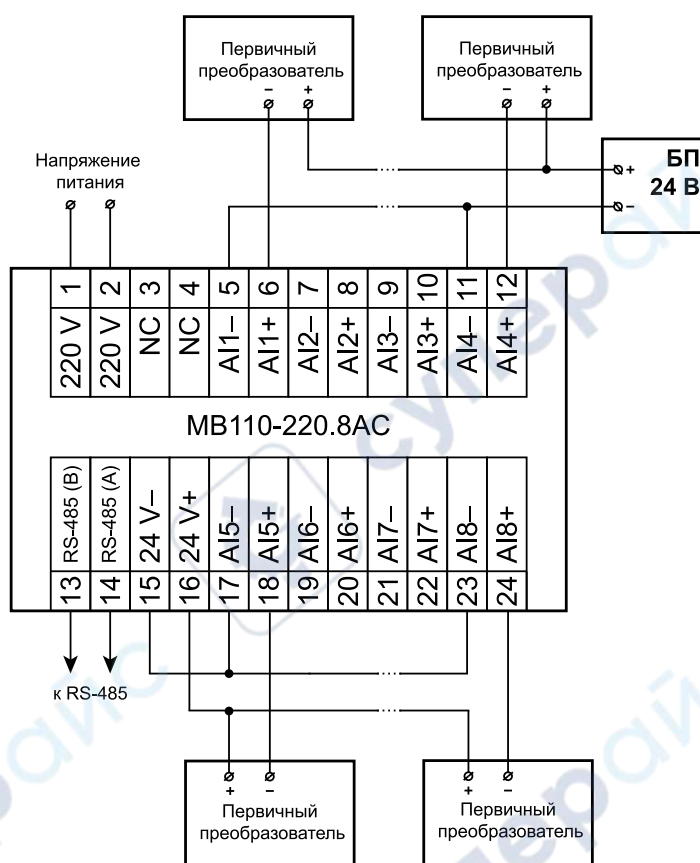 Первичный
преобразователь
– +
Первичный
преобразователь
– +
Напряжение
питания
БП
24 В
+
–
1 2 3 4 5 6 7 8 9 10 11 12
220 V 220 V NC NC AI1– AI1+ AI2– AI2+ AI3– AI3+ AI4– AI4+
МВ110-220.8АС
RS-485 (B) RS-485 (A) 24 V– 24 V+ AI5– AI5+ AI6– AI6+ AI7– AI7+ AI8– AI8+
13 14 15 16 17 18 19 20 21 22 23 24
к RS-485
+ –
Первичный
преобразователь
+ –
Первичный
преобразователь
супер